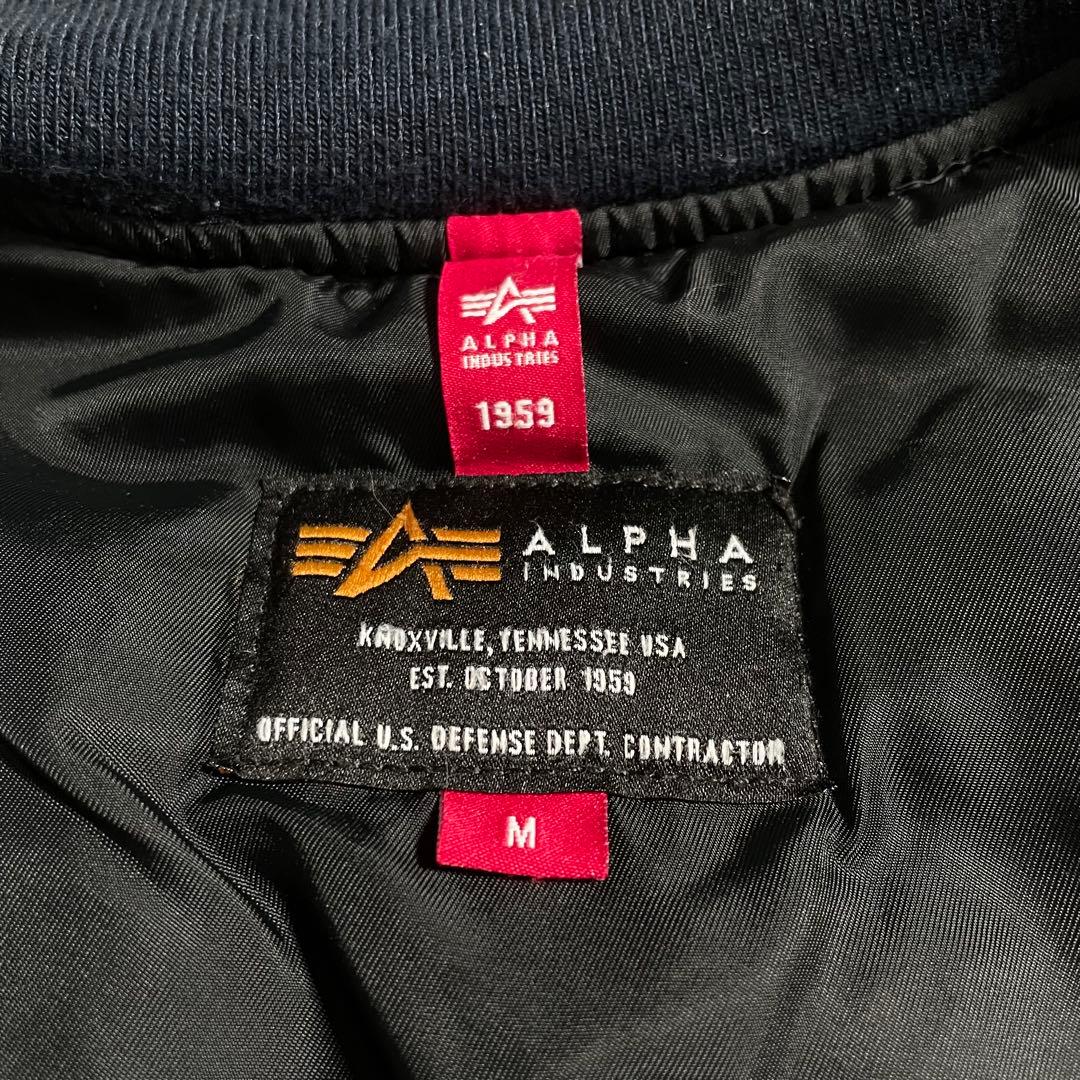 ALPHA
INDUSTRIES
1959
ALPHA
INDUSTRIES
KNOXVILLE, TENNESSEE USA
EST. OCTOBER 1959
OFFICIAL U.S. DEFENSE DEPT. CONTRACTOR
M